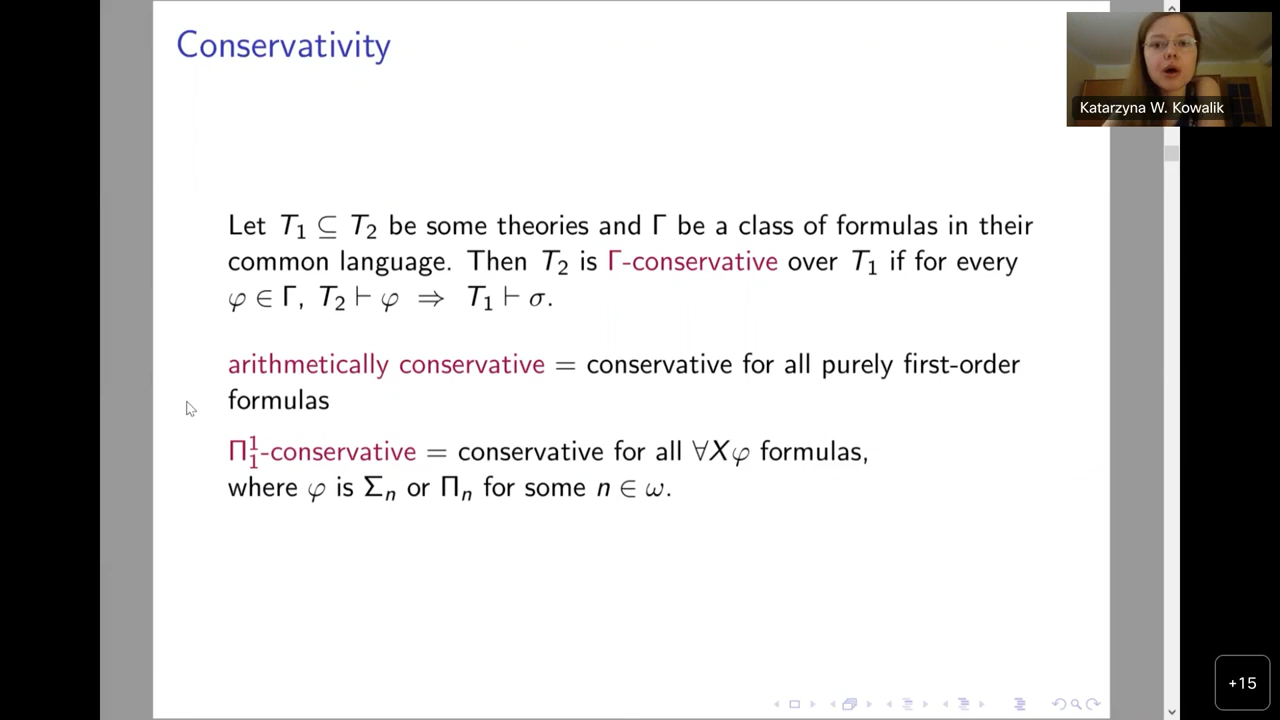 Conservativity
Katarzyna W. Kowalik
Let T₁ ⊆ T₂ be some theories and Γ be a class of formulas in their
common language. Then T₂ is Γ-conservative over T₁ if for every
φ ∈ Γ, T₂ ⊢ φ ⇒ T₁ ⊢ σ.
arithmetically conservative = conservative for all purely first-order
formulas
Π¹₁-conservative = conservative for all ∀Xφ formulas,
where φ is Σₙ or Πₙ for some n ∈ ω.
+15